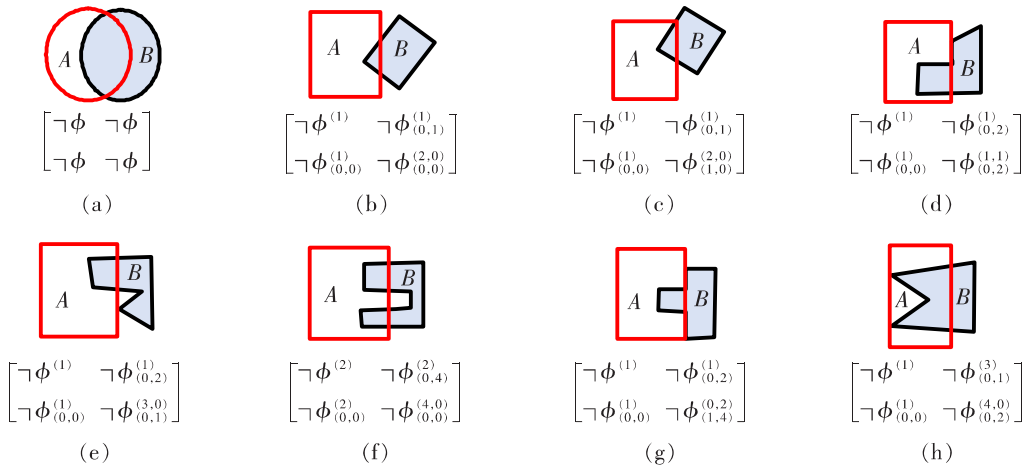 A B A B A B A B
[¬ϕ ¬ϕ] [¬ϕ^(1) ¬ϕ^(1)_(0,1)] [¬ϕ^(1) ¬ϕ^(1)_(0,1)] [¬ϕ^(1) ¬ϕ^(1)_(0,2)]
[¬ϕ ¬ϕ] [¬ϕ^(1)_(0,0) ¬ϕ^(2,0)_(0,0)] [¬ϕ^(1)_(0,0) ¬ϕ^(2,0)_(1,0)] [¬ϕ^(1)_(0,0) ¬ϕ^(1,1)_(0,2)]
(a) (b) (c) (d)
A B A B A B A B
[¬ϕ^(1) ¬ϕ^(1)_(0,2)] [¬ϕ^(2) ¬ϕ^(2)_(0,4)] [¬ϕ^(1) ¬ϕ^(1)_(0,2)] [¬ϕ^(1) ¬ϕ^(3)_(0,1)]
[¬ϕ^(1)_(0,0) ¬ϕ^(3,0)_(0,1)] [¬ϕ^(2)_(0,0) ¬ϕ^(4,0)_(0,0)] [¬ϕ^(1)_(0,0) ¬ϕ^(0,2)_(1,4)] [¬ϕ^(1)_(0,0) ¬ϕ^(4,0)_(0,2)]
(e) (f) (g) (h)